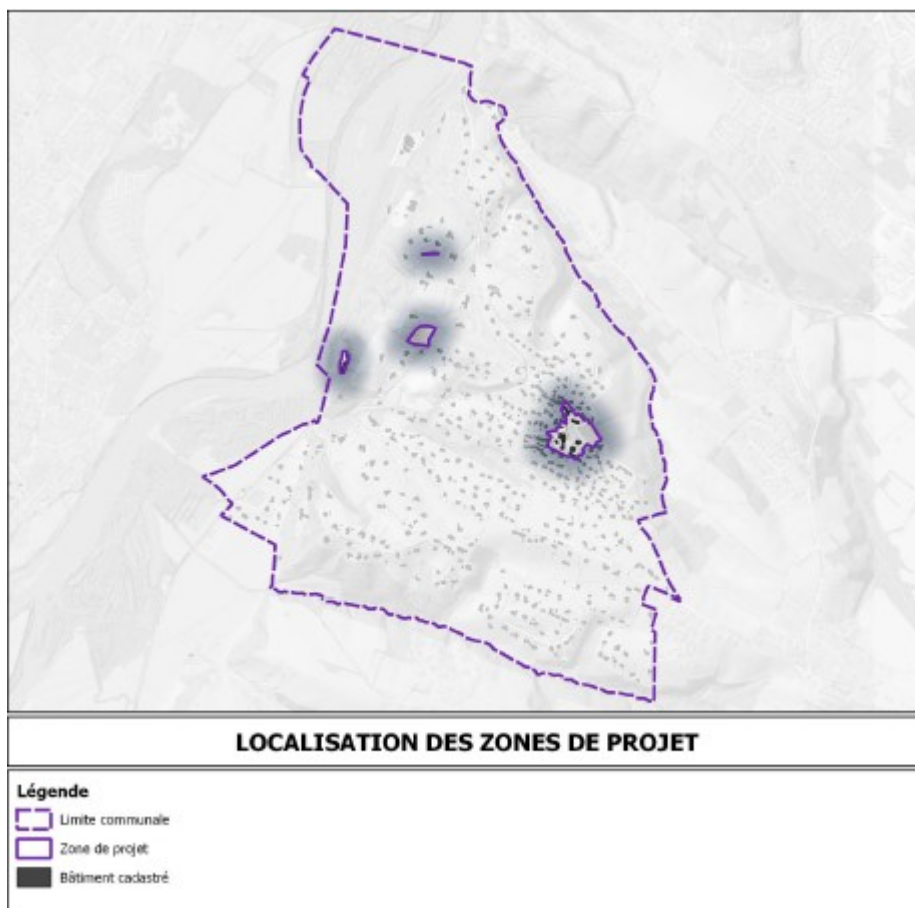 LOCALISATION DES ZONES DE PROJET
Légende
Limite communale
Zone de projet
Bâtiment cadastré